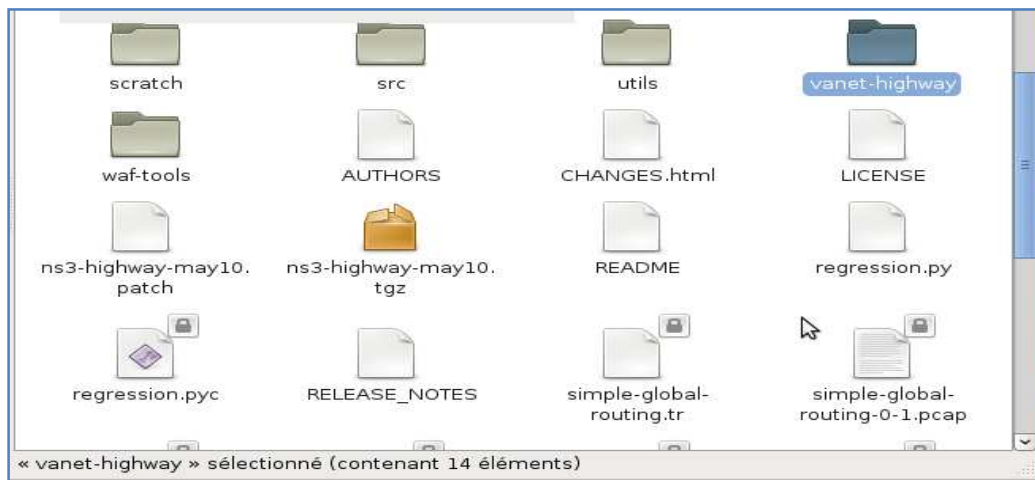 scratch
src
utils
vanet-highway
waf-tools
AUTHORS
CHANGES.html
LICENSE
ns3-highway-may10.
patch
ns3-highway-may10.
tgz
README
regression.py
regression.pyc
RELEASE_NOTES
simple-global-
routing.tr
simple-global-
routing-0-1.pcap
« vanet-highway » sélectionné (contenant 14 éléments)